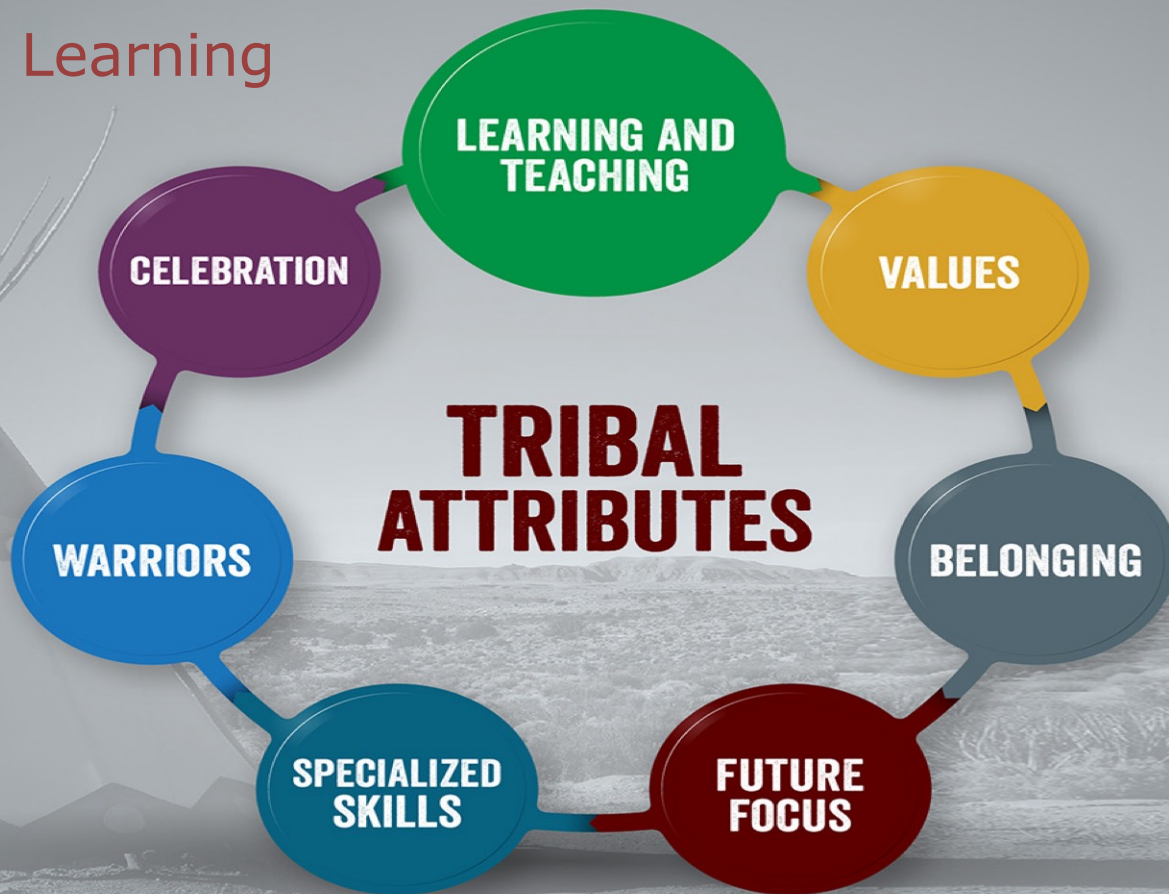 Learning
LEARNING AND
TEACHING
CELEBRATION
VALUES
TRIBAL
ATTRIBUTES
WARRIORS
BELONGING
SPECIALIZED
SKILLS
FUTURE
FOCUS